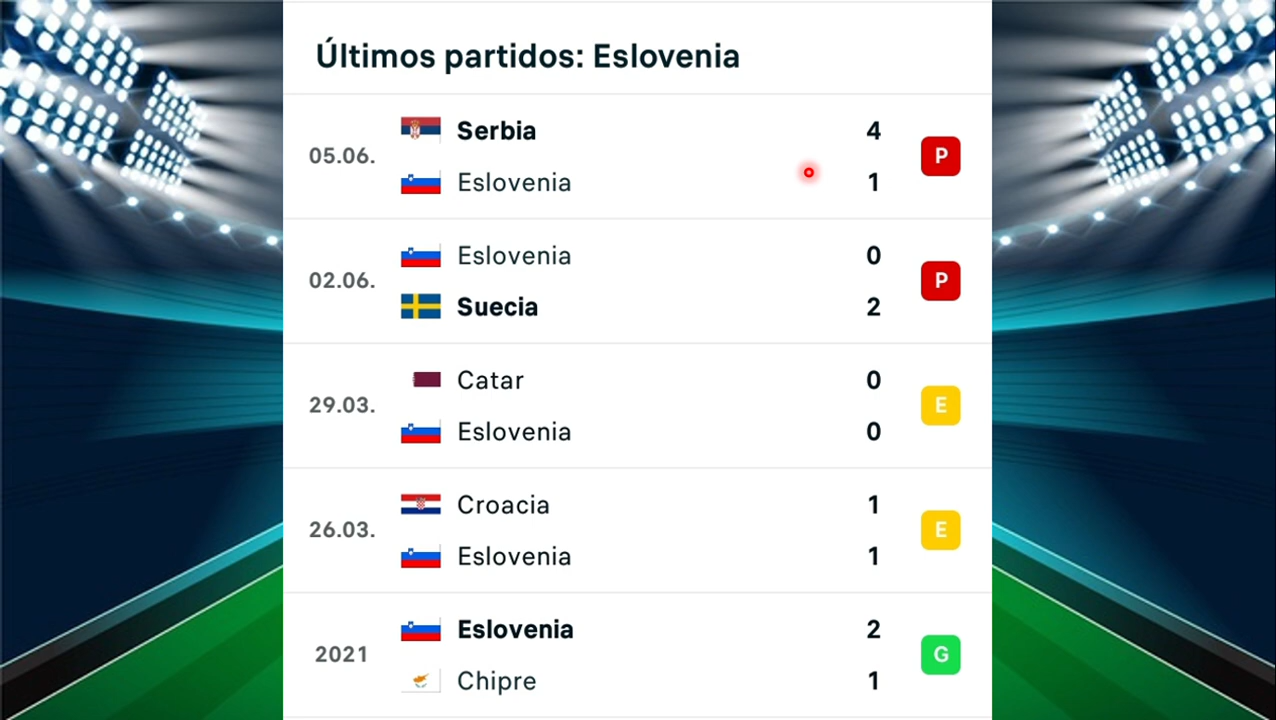 Últimos partidos: Eslovenia
05.06.
Serbia 4
Eslovenia 1
P
02.06.
Eslovenia 0
Suecia 2
P
29.03.
Catar 0
Eslovenia 0
E
26.03.
Croacia 1
Eslovenia 1
E
2021
Eslovenia 2
Chipre 1
G